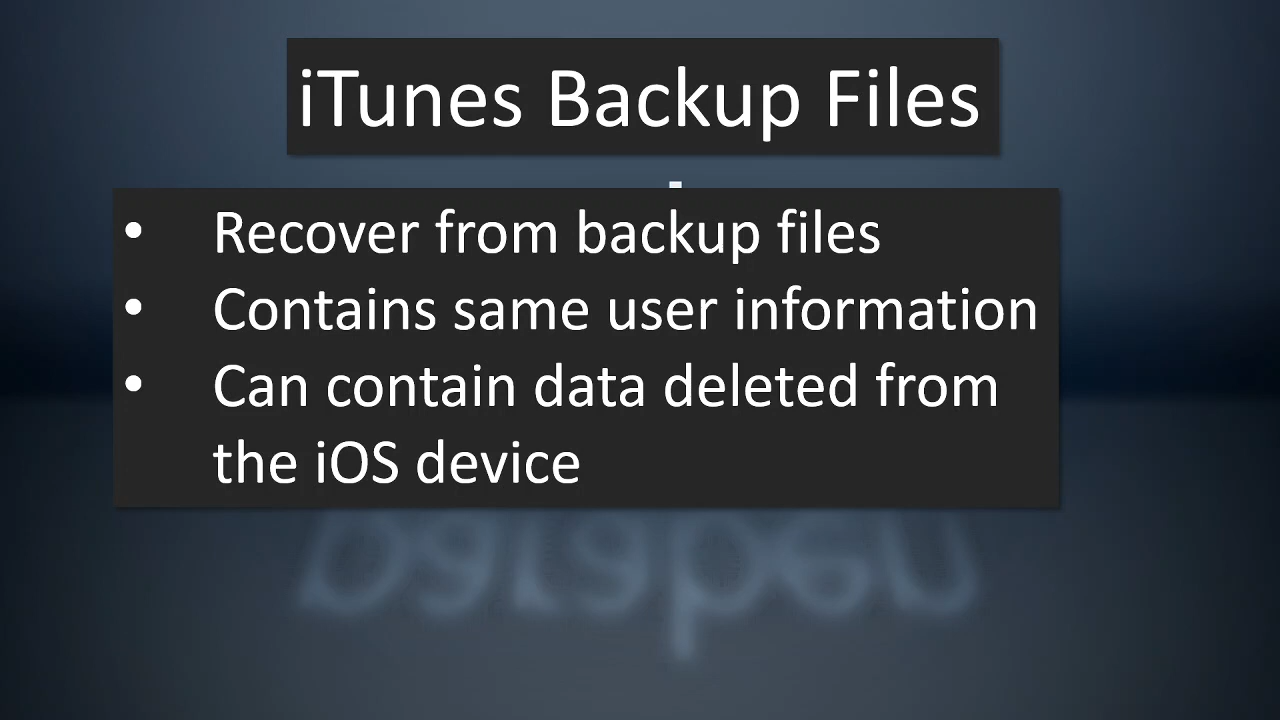 iTunes Backup Files
• Recover from backup files
• Contains same user information
• Can contain data deleted from
the iOS device